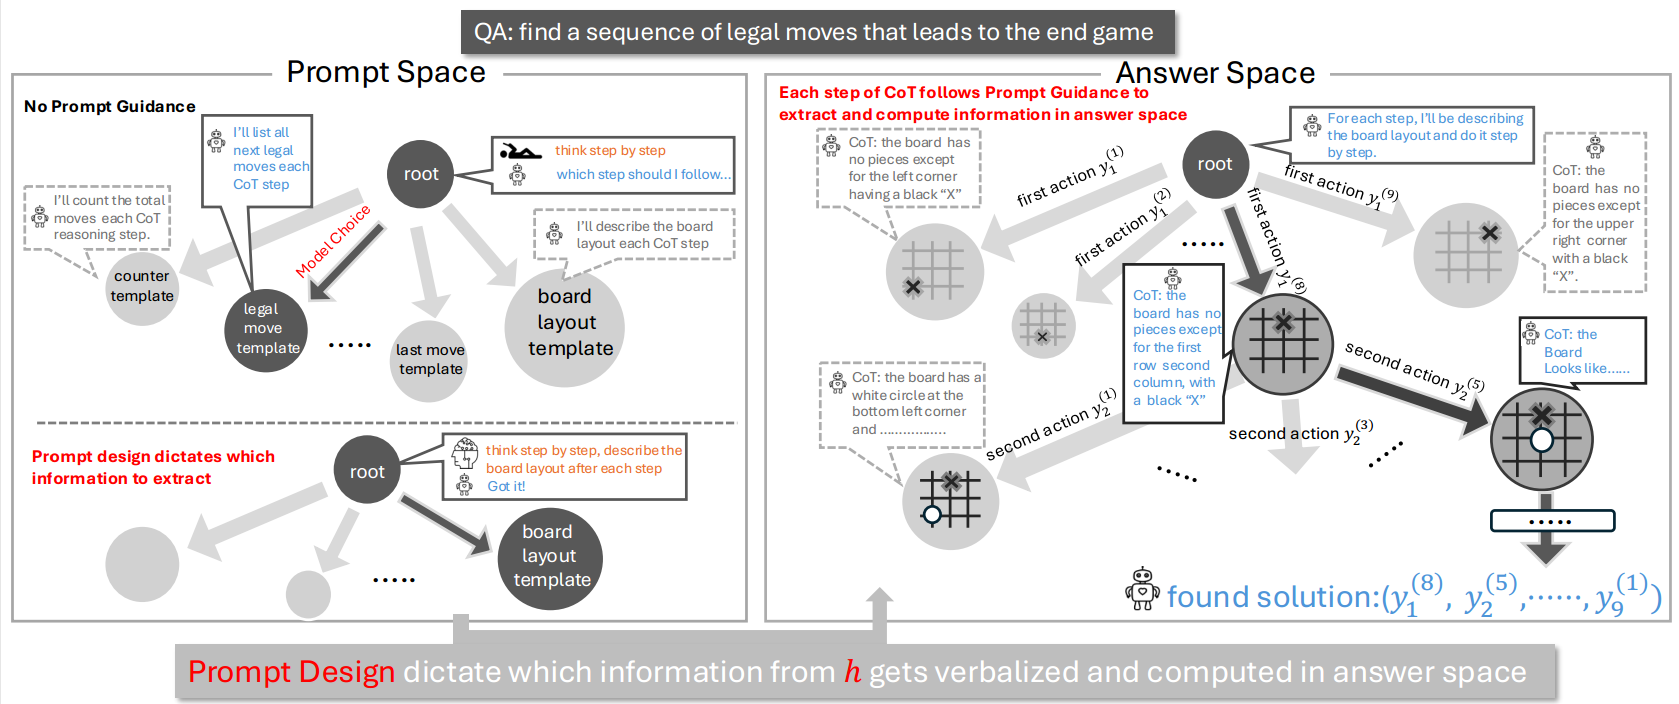 QA: find a sequence of legal moves that leads to the end game
Prompt Space
No Prompt Guidance
I'll list all
next legal
moves each
CoT step
root
think step by step
which step should I follow...
I'll count the total
moves each CoT
reasoning step.
Model Choice
I'll describe the board
layout each CoT step
counter
template
legal
move
template
.....
last move
template
board
layout
template
Prompt design dictates which
information to extract
root
think step by step, describe the
board layout after each step
Got it!
.....
board
layout
template
Answer Space
Each step of CoT follows Prompt Guidance to
extract and compute information in answer space
CoT: the board has
no pieces except
for the left corner
having a black “X”
first action y₁⁽¹⁾
root
For each step, I'll be describing
the board layout and do it step
by step.
first action y₁⁽²⁾
.....
first action y₁⁽⁸⁾
first action y₁⁽⁹⁾
CoT: the
board has no
pieces except
for the upper
right corner
with a black
“X”.
CoT: the
board has no
pieces except
for the first
row second
column, with
a black “X”
second action y₂⁽⁵⁾
CoT: the
Board
Looks like......
CoT: the board has a
white circle at the
bottom left corner
and ................
second action y₂⁽¹⁾
second action y₂⁽³⁾
.....
.....
.....
found solution:(y₁⁽⁸⁾, y₂⁽⁵⁾,······, y₉⁽¹⁾)
Prompt Design dictate which information from h gets verbalized and computed in answer space